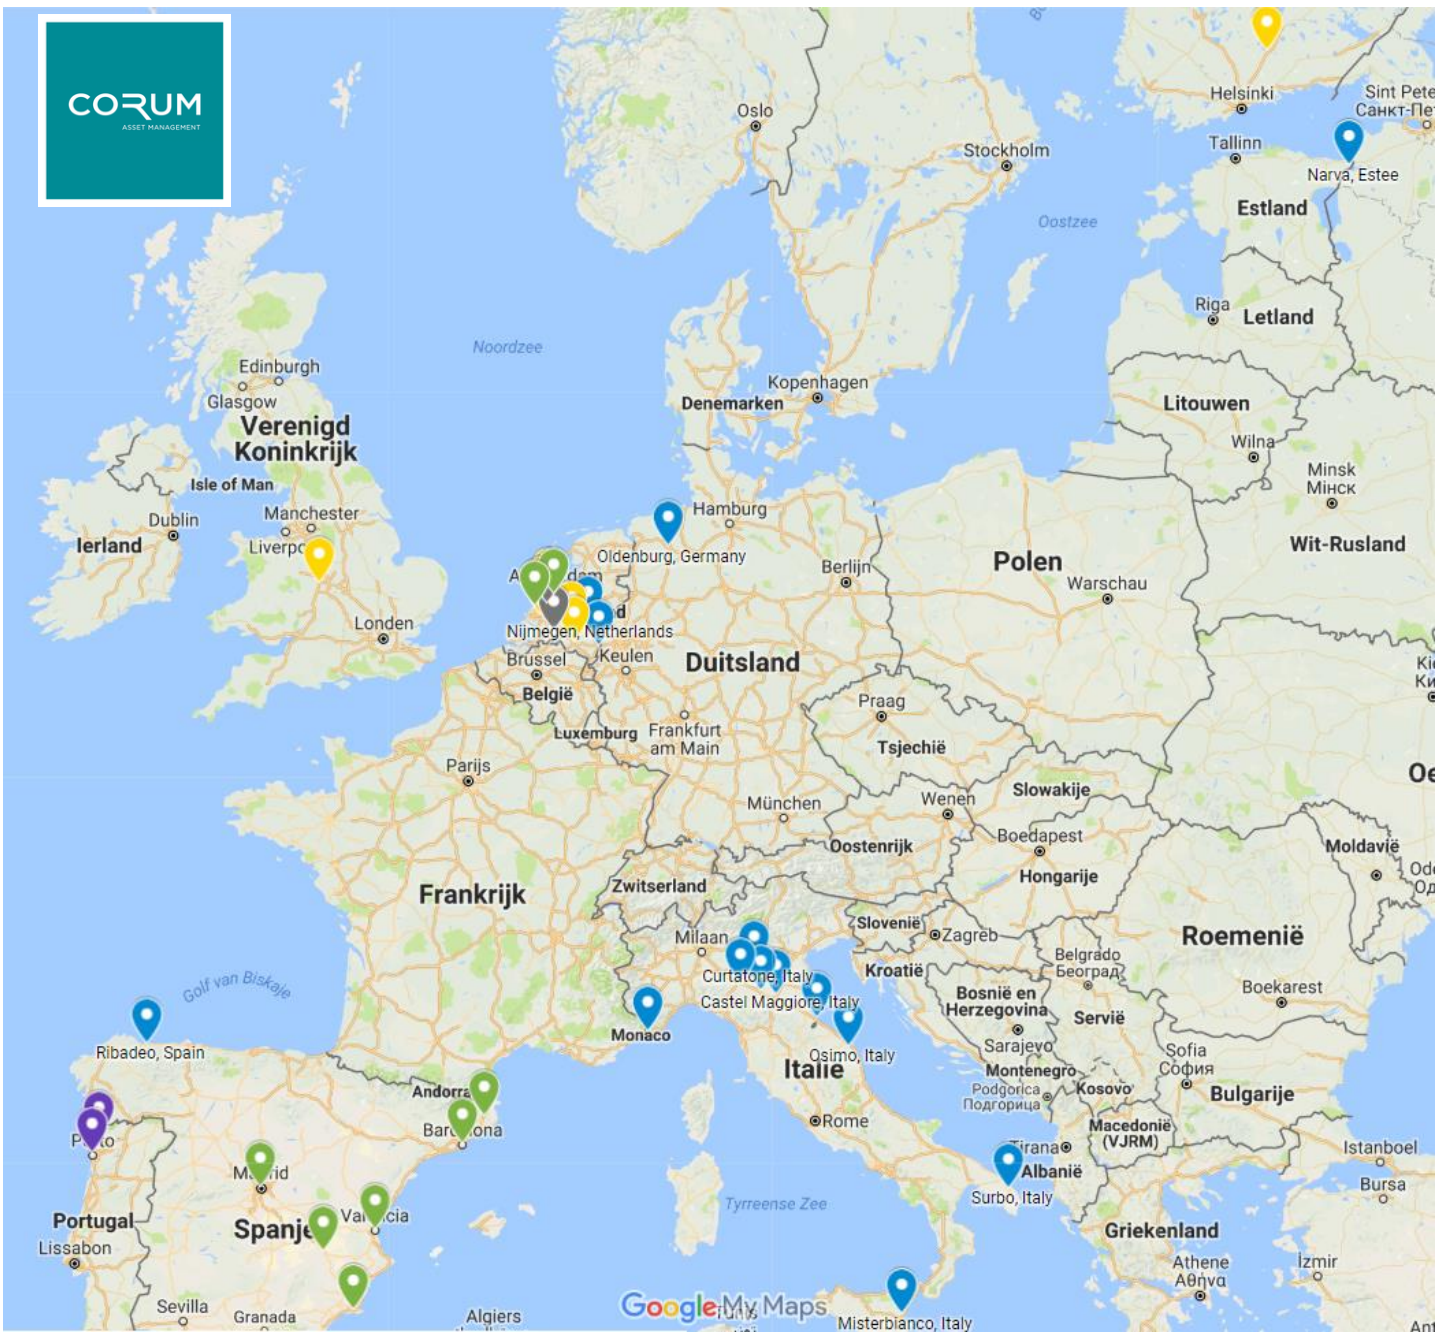 CORUM
ASSET MANAGEMENT
Oslo
Stockholm
Helsinki
Sint Pete
Санкт-Пет
Tallinn
Narva, Estee
Estland
Oostzee
Riga
Letland
Noordzee
Edinburgh
Glasgow
Verenigd
Koninkrijk
Kopenhagen
Denemarken
Litouwen
Wilna
Minsk
Мінск
Isle of Man
Manchester
Dublin
Ierland
Liverpo
Hamburg
Oldenburg, Germany
Berlijn
Polen
Wit-Rusland
Warschau
Londen
Nijmegen, Netherlands
Brussel
Keulen
Duitsland
België
Luxemburg
Frankfurt
am Main
Praag
Tsjechië
Parijs
München
Wenen
Slowakije
Boedapest
Oostenrijk
Hongarije
Moldavië
Frankrijk
Zwitserland
Slovenië
Zagreb
Milaan
Roemenië
Kroatië
Belgrado
Београд
Curtatone, Italy
Castel Maggiore, Italy
Bosnië en
Herzegovina
Boekarest
Servië
Golf van Biskaje
Monaco
Sarajevo
Ribadeo, Spain
Osimo, Italy
Italië
Montenegro
Sofia
София
Kosovo
Podgorica
Подгорица
Bulgarije
Andorra
Macedonië
(VJRM)
Rome
Tirana
Albanië
Istanboel
Bursa
Surbo, Italy
Tyrreense Zee
Portugal
Spanje
Lissabon
Griekenland
Athene
Αθήνα
İzmir
Sevilla
Granada
Algiers
Google My Maps
Misterbianco, Italy